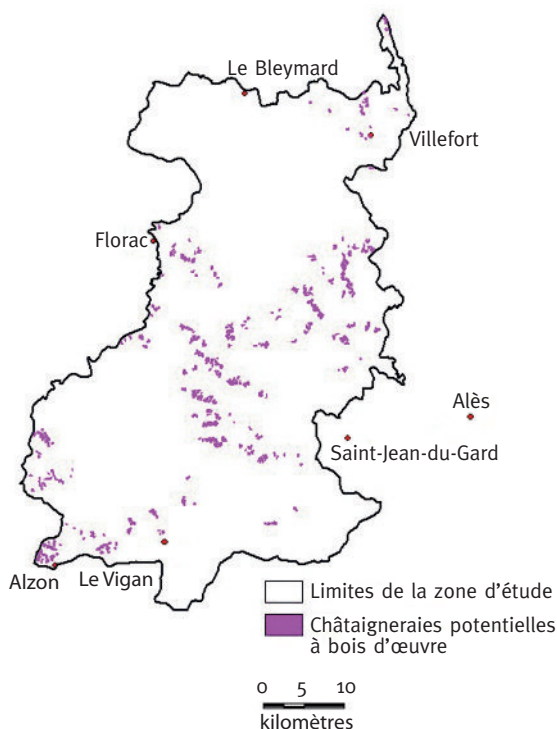 Le Bleymard
Villefort
Florac
Alès
Saint-Jean-du-Gard
Alzon
Le Vigan
Limites de la zone d'étude
Châtaigneraies potentielles
à bois d'œuvre
0 5 10
kilomètres